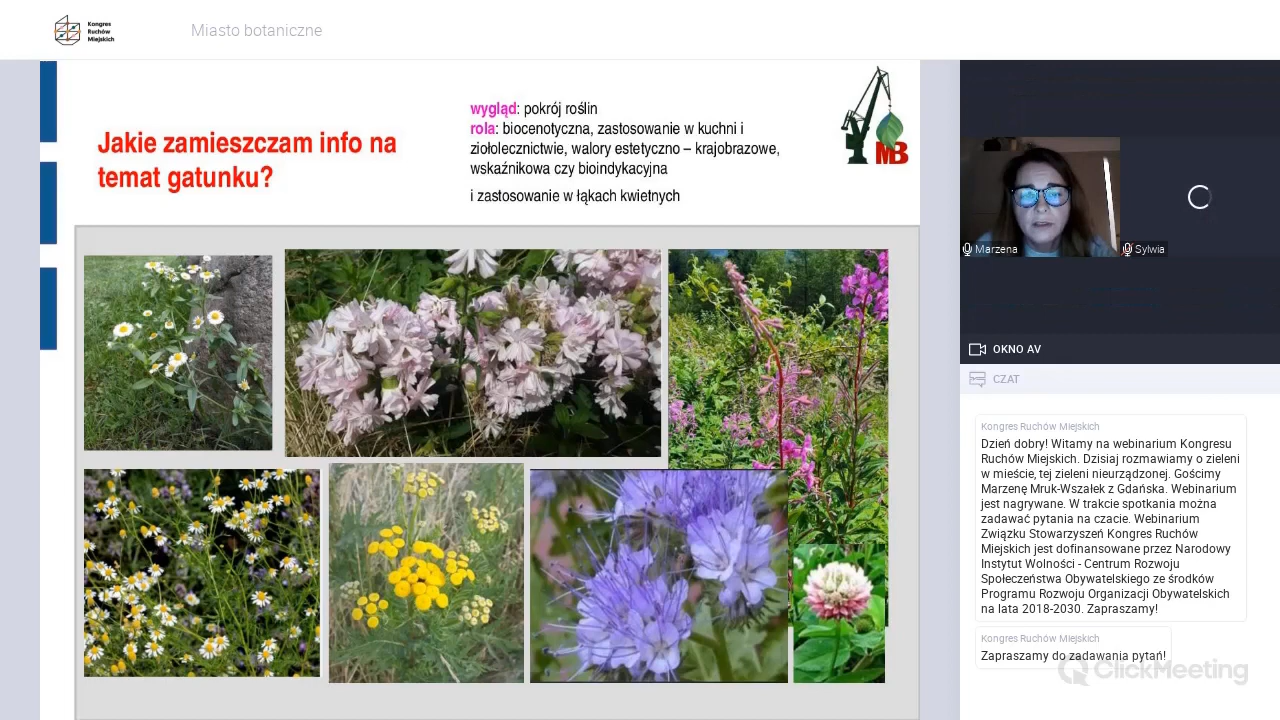 Kongres
Ruchów
Miejskich
Miasto botaniczne
Jakie zamieszczam info na
temat gatunku?
wygląd: pokrój roślin
rola: biocenotyczna, zastosowanie w kuchni i
ziołolecznictwie, walory estetyczno – krajobrazowe,
wskaźnikowa czy bioindykacyjna
i zastosowanie w łąkach kwietnych
MB
Marzena
Sylwia
OKNO AV
CZAT
Kongres Ruchów Miejskich
Dzień dobry! Witamy na webinarium Kongresu
Ruchów Miejskich. Dzisiaj rozmawiamy o zieleni
w mieście, tej zieleni nieurządzonej. Gościmy
Marzenę Mruk-Wszałek z Gdańska. Webinarium
jest nagrywane. W trakcie spotkania można
zadawać pytania na czacie. Webinarium
Związku Stowarzyszeń Kongres Ruchów
Miejskich jest dofinansowane przez Narodowy
Instytut Wolności - Centrum Rozwoju
Społeczeństwa Obywatelskiego ze środków
Programu Rozwoju Organizacji Obywatelskich
na lata 2018-2030. Zapraszamy!
Kongres Ruchów Miejskich
Zapraszamy do zadawania pytań!
ClickMeeting